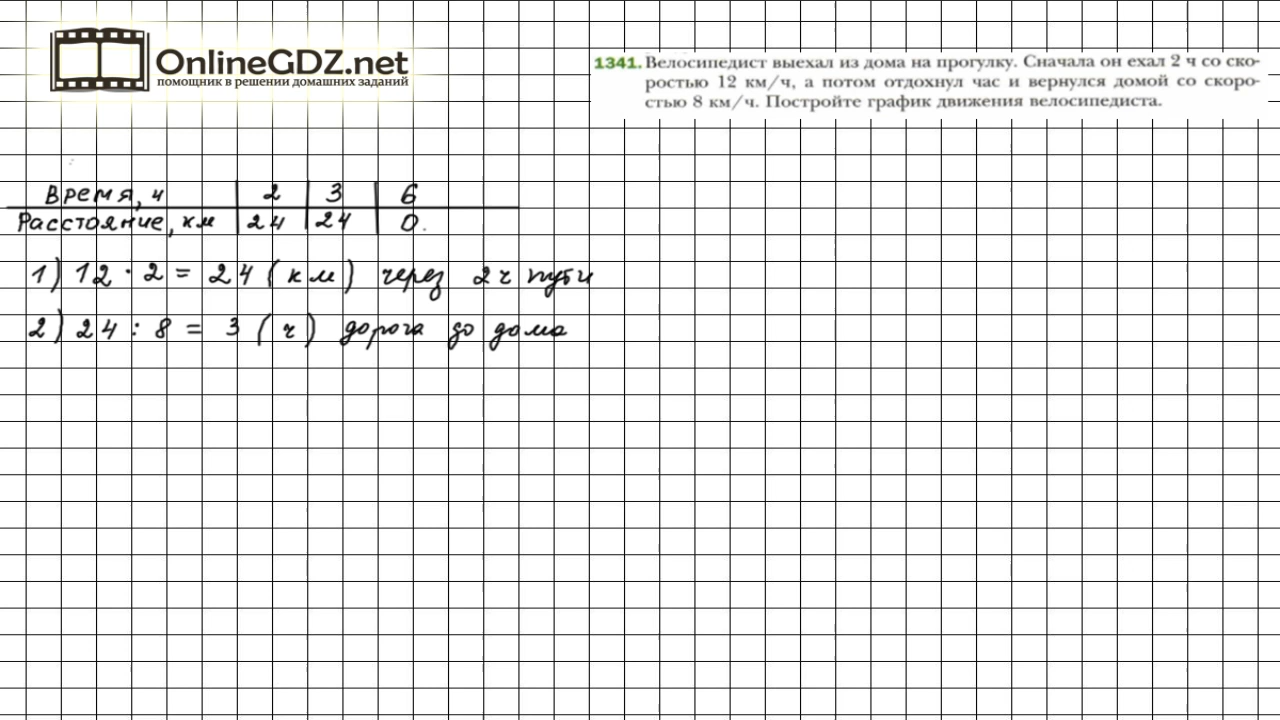 OnlineGDZ.net
помощник в решении домашних заданий
1341. Велосипедист выехал из дома на прогулку. Сначала он ехал 2 ч со ско-
ростью 12 км/ч, а потом отдохнул час и вернулся домой со скоро-
стью 8 км/ч. Постройте график движения велосипедиста.
Время, ч 2 3 6
Расстояние, км 24 24 0.
1) 12 · 2 = 24 (км) через 2 ч пути
2) 24 : 8 = 3 (ч) дорога до дома